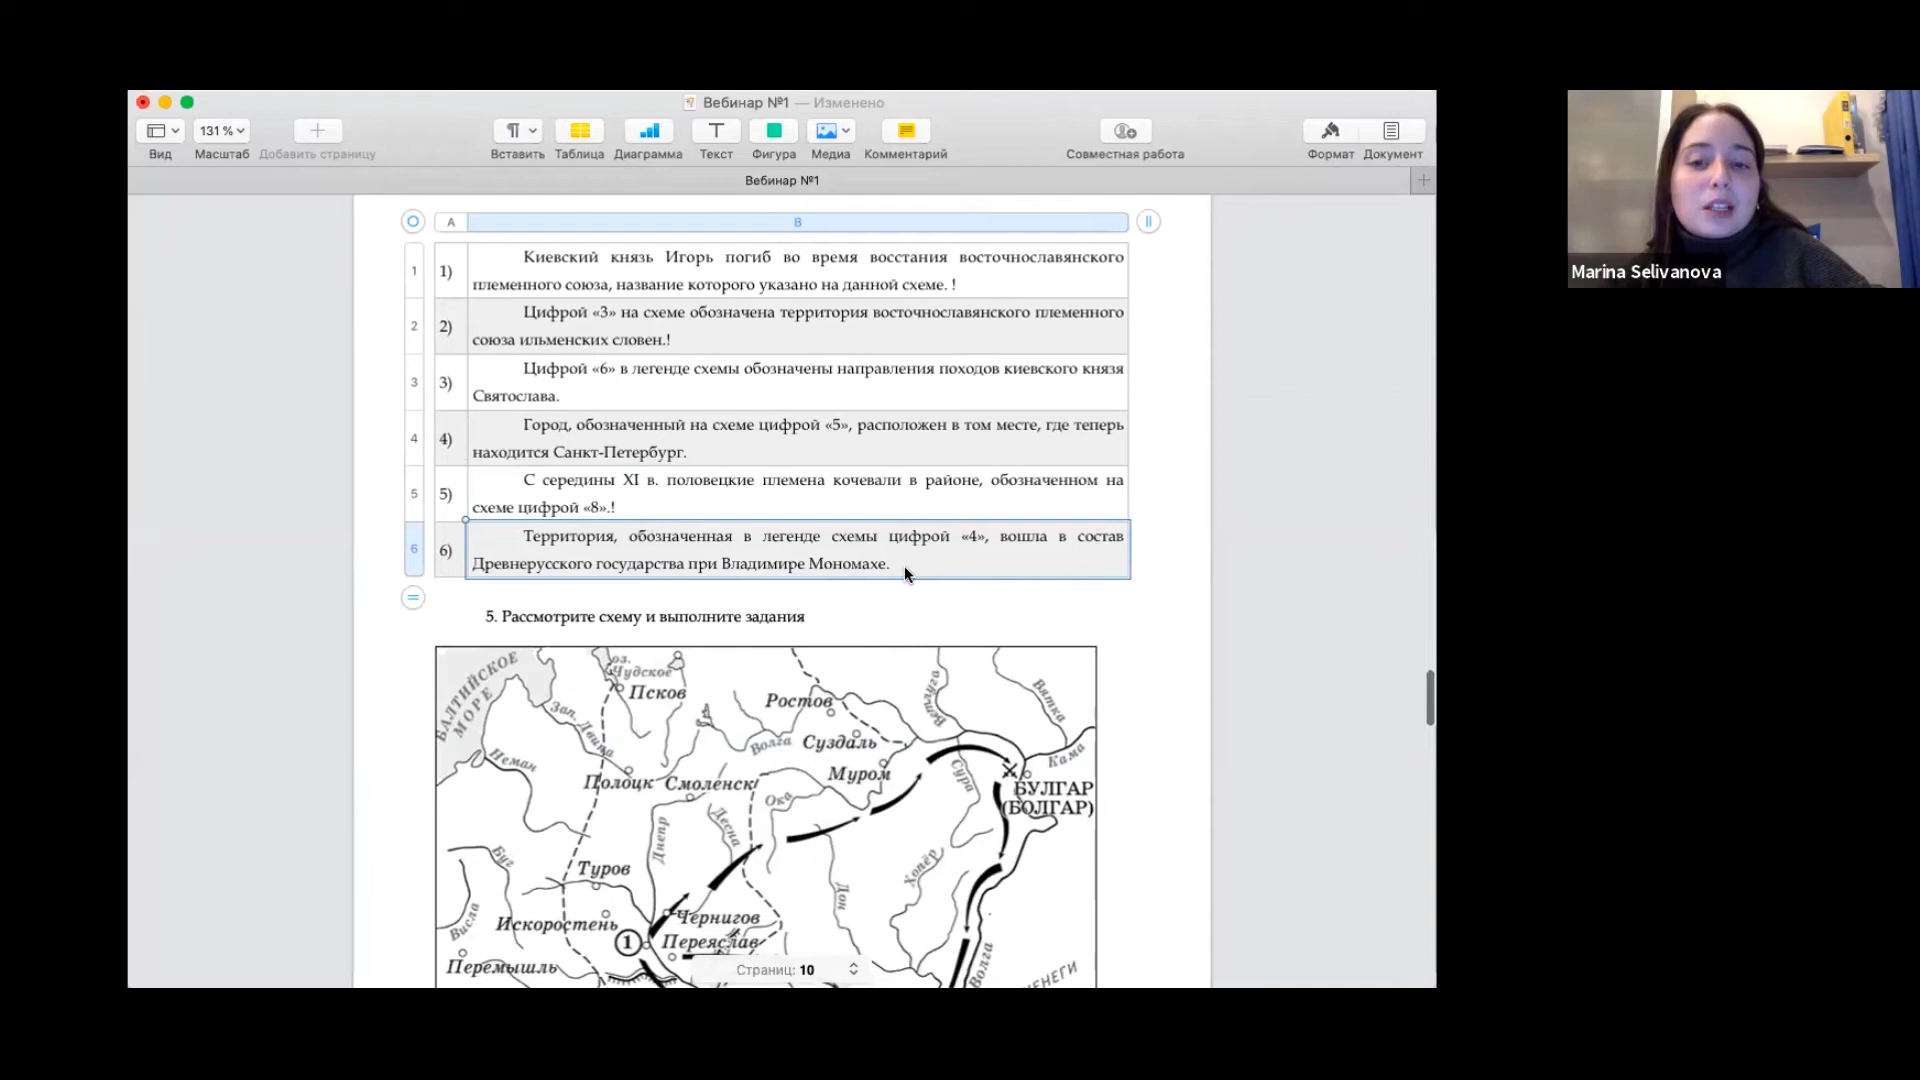 Вебинар №1 — Изменено
131 %
Вид
Масштаб
Добавить страницу
Вставить
Таблица
Диаграмма
Текст
Фигура
Медиа
Комментарий
Совместная работа
Формат
Документ
Вебинар №1
A
B
1
1)
Киевский князь Игорь погиб во время восстания восточнославянского
племенного союза, название которого указано на данной схеме. !
2
2)
Цифрой «3» на схеме обозначена территория восточнославянского племенного
союза ильменских словен.!
3
3)
Цифрой «6» в легенде схемы обозначены направления походов киевского князя
Святослава.
4
4)
Город, обозначенный на схеме цифрой «5», расположен в том месте, где теперь
находится Санкт-Петербург.
5
5)
С середины XI в. половецкие племена кочевали в районе, обозначенном на
схеме цифрой «8».!
6
6)
Территория, обозначенная в легенде схемы цифрой «4», вошла в состав
Древнерусского государства при Владимире Мономахе.
5. Рассмотрите схему и выполните задания
БАЛТИЙСКОЕ
МОРЕ
оз.
Чудское
Псков
Ростов
Ветлуга
Вятка
Зап. Двина
Волга
Суздаль
Кама
Неман
Полоцк
Смоленск
Муром
Сура
БУЛГАР
(БОЛГАР)
Ока
Десна
Днепр
Буг
Туров
Хопёр
Дон
Висла
Искоростень
Чернигов
1
Переяслав
Перемышль
Волга
Страниц: 10
Marina Selivanova